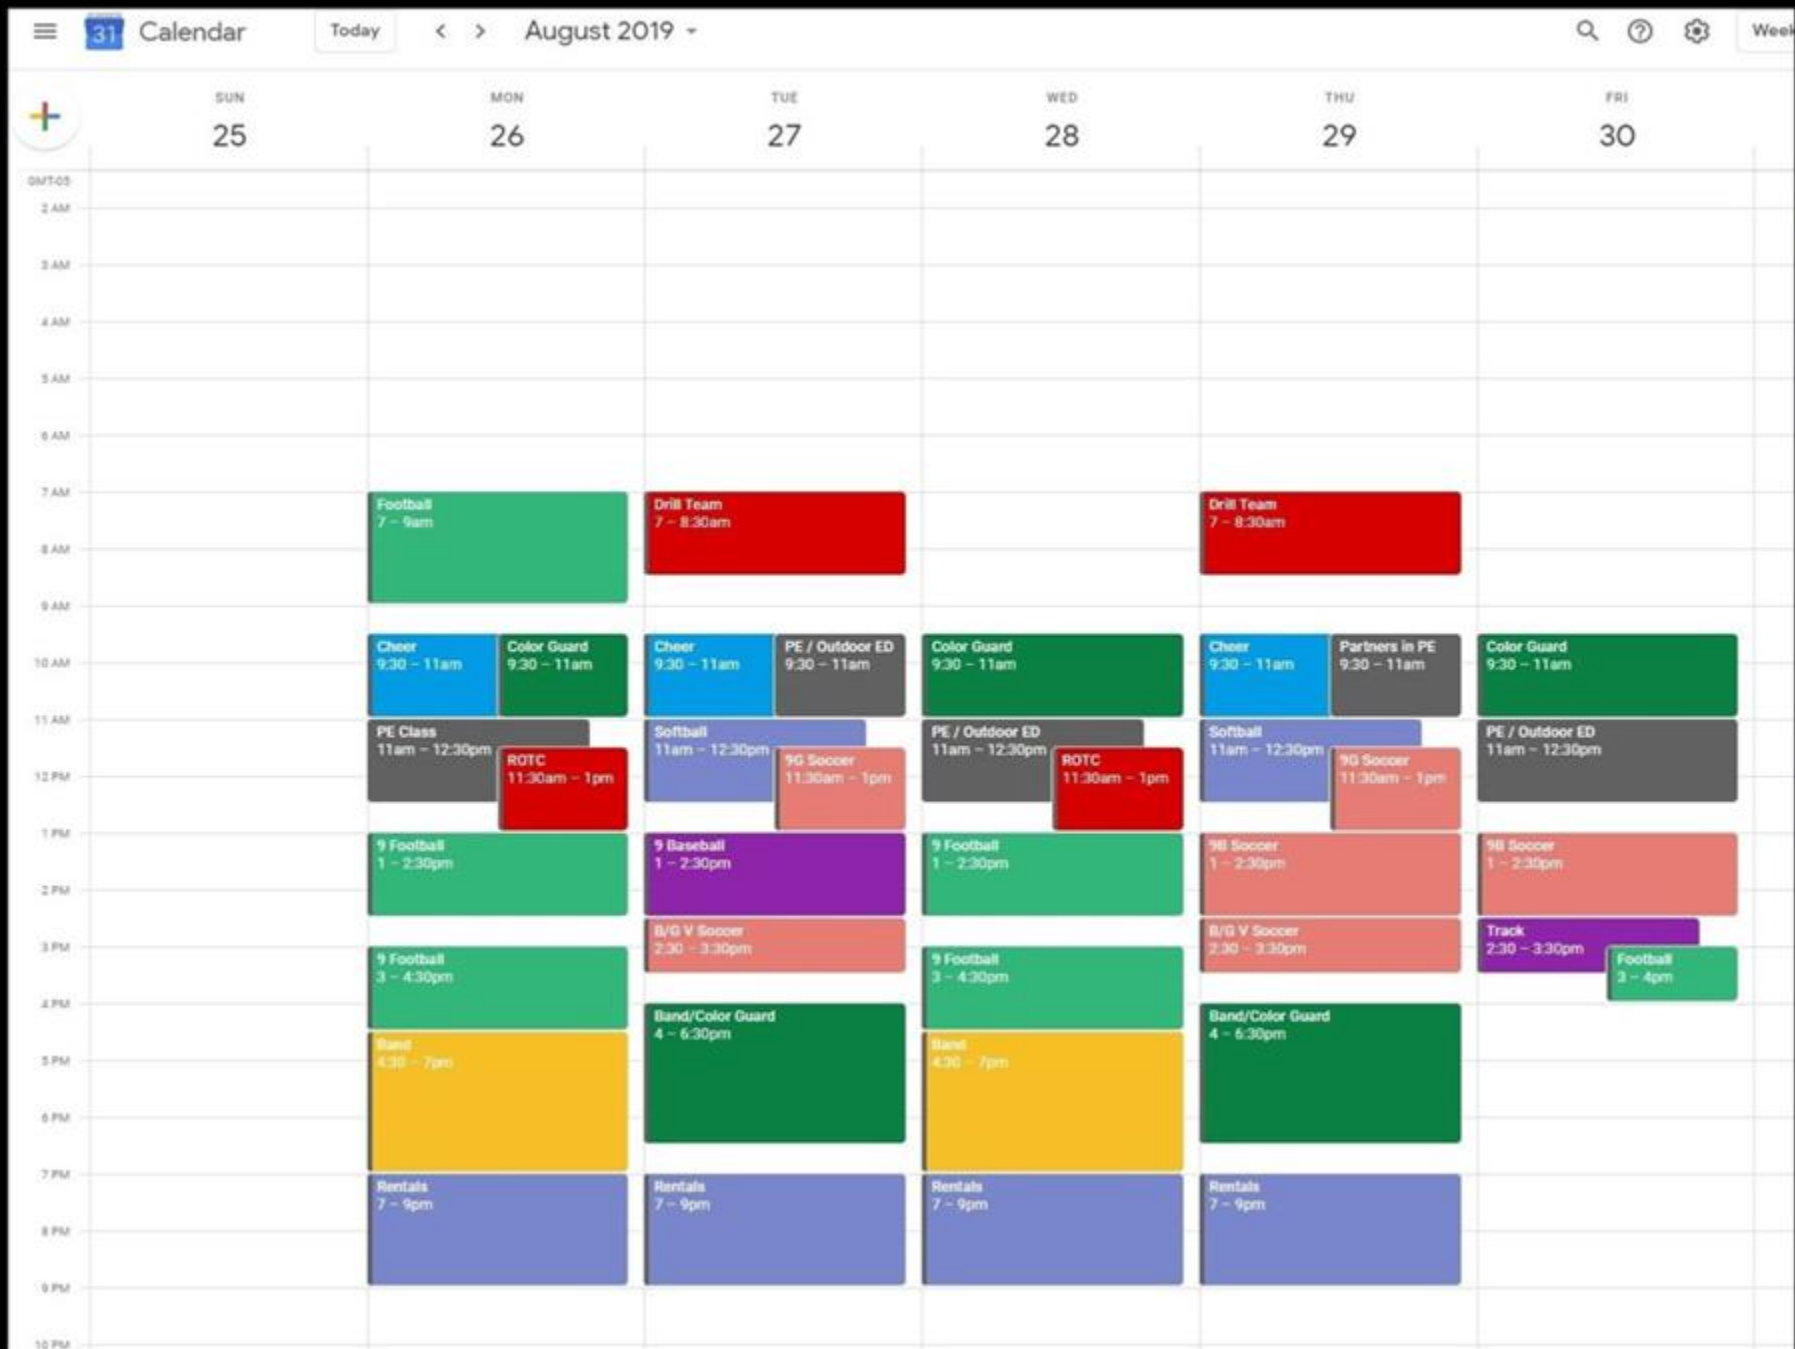 31 Calendar Today August 2019 Week
SUN MON TUE WED THU FRI
25 26 27 28 29 30
GMT-05
2 AM
3 AM
4 AM
5 AM
6 AM
7 AM
8 AM
9 AM
10 AM
11 AM
12 PM
1 PM
2 PM
3 PM
4 PM
5 PM
6 PM
7 PM
8 PM
9 PM
10 PM
Football
7 – 9am
Cheer
9:30 – 11am
Color Guard
9:30 – 11am
PE Class
11am – 12:30pm
ROTC
11:30am – 1pm
9 Football
1 – 2:30pm
9 Football
3 – 4:30pm
Band
4:30 – 7pm
Rentals
7 – 9pm
Drill Team
7 – 8:30am
Cheer
9:30 – 11am
PE / Outdoor ED
9:30 – 11am
Softball
11am – 12:30pm
9G Soccer
11:30am – 1pm
9 Baseball
1 – 2:30pm
B/G V Soccer
2:30 – 3:30pm
Band/Color Guard
4 – 6:30pm
Rentals
7 – 9pm
Color Guard
9:30 – 11am
PE / Outdoor ED
11am – 12:30pm
ROTC
11:30am – 1pm
9 Football
1 – 2:30pm
9 Football
3 – 4:30pm
Band
4:30 – 7pm
Rentals
7 – 9pm
Drill Team
7 – 8:30am
Cheer
9:30 – 11am
Partners in PE
9:30 – 11am
Softball
11am – 12:30pm
9G Soccer
11:30am – 1pm
9B Soccer
1 – 2:30pm
B/G V Soccer
2:30 – 3:30pm
Band/Color Guard
4 – 6:30pm
Rentals
7 – 9pm
Color Guard
9:30 – 11am
PE / Outdoor ED
11am – 12:30pm
9B Soccer
1 – 2:30pm
Track
2:30 – 3:30pm
Football
3 – 4pm